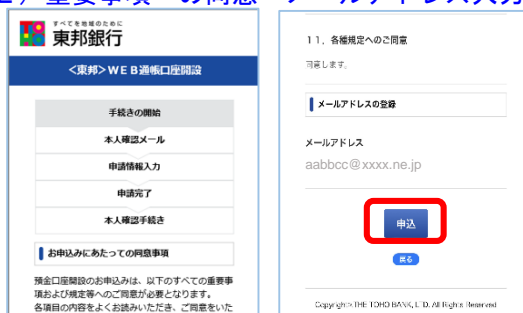 すべてを地域のために
東邦銀行
<東邦>ＷＥＢ通帳口座開設
手続きの開始
本人確認メール
申請情報入力
申請完了
本人確認手続き
お申込みにあたっての同意事項
預金口座開設のお申込みは、以下のすべての重要事
項および規定等へのご同意が必要となります。
各項目の内容をよくお読みいただき、ご同意をいた
11．各種規定へのご同意
同意します。
メールアドレスの登録
メールアドレス
aabbcc@xxxx.ne.jp
申込
戻る
Copyright©THE TOHO BANK, LTD. All Rights Reserved